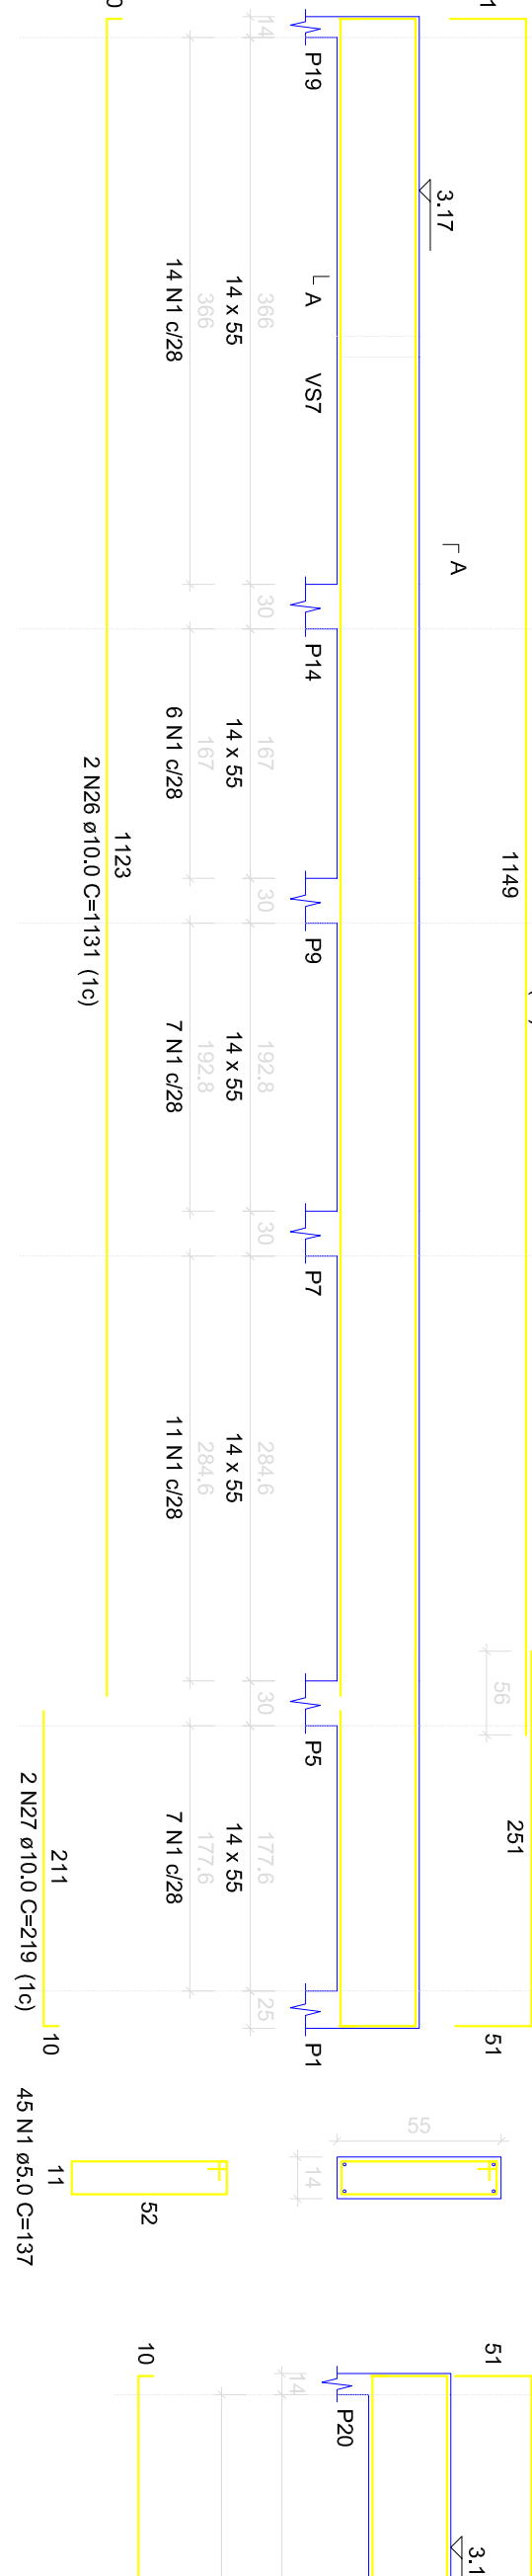 1149
251
51
56
3.17
A
A
VS7
P19
P14
P9
P7
P5
P1
14
366
30
167
30
192.8
30
284.6
30
177.6
25
14 x 55
14 x 55
14 x 55
14 x 55
14 x 55
366
167
192.8
284.6
177.6
14 N1 c/28
6 N1 c/28
7 N1 c/28
11 N1 c/28
7 N1 c/28
1123
2 N26 ø10.0 C=1131 (1c)
211
10
2 N27 ø10.0 C=219 (1c)
55
14
52
11
45 N1 ø5.0 C=137
51
14
P20
10